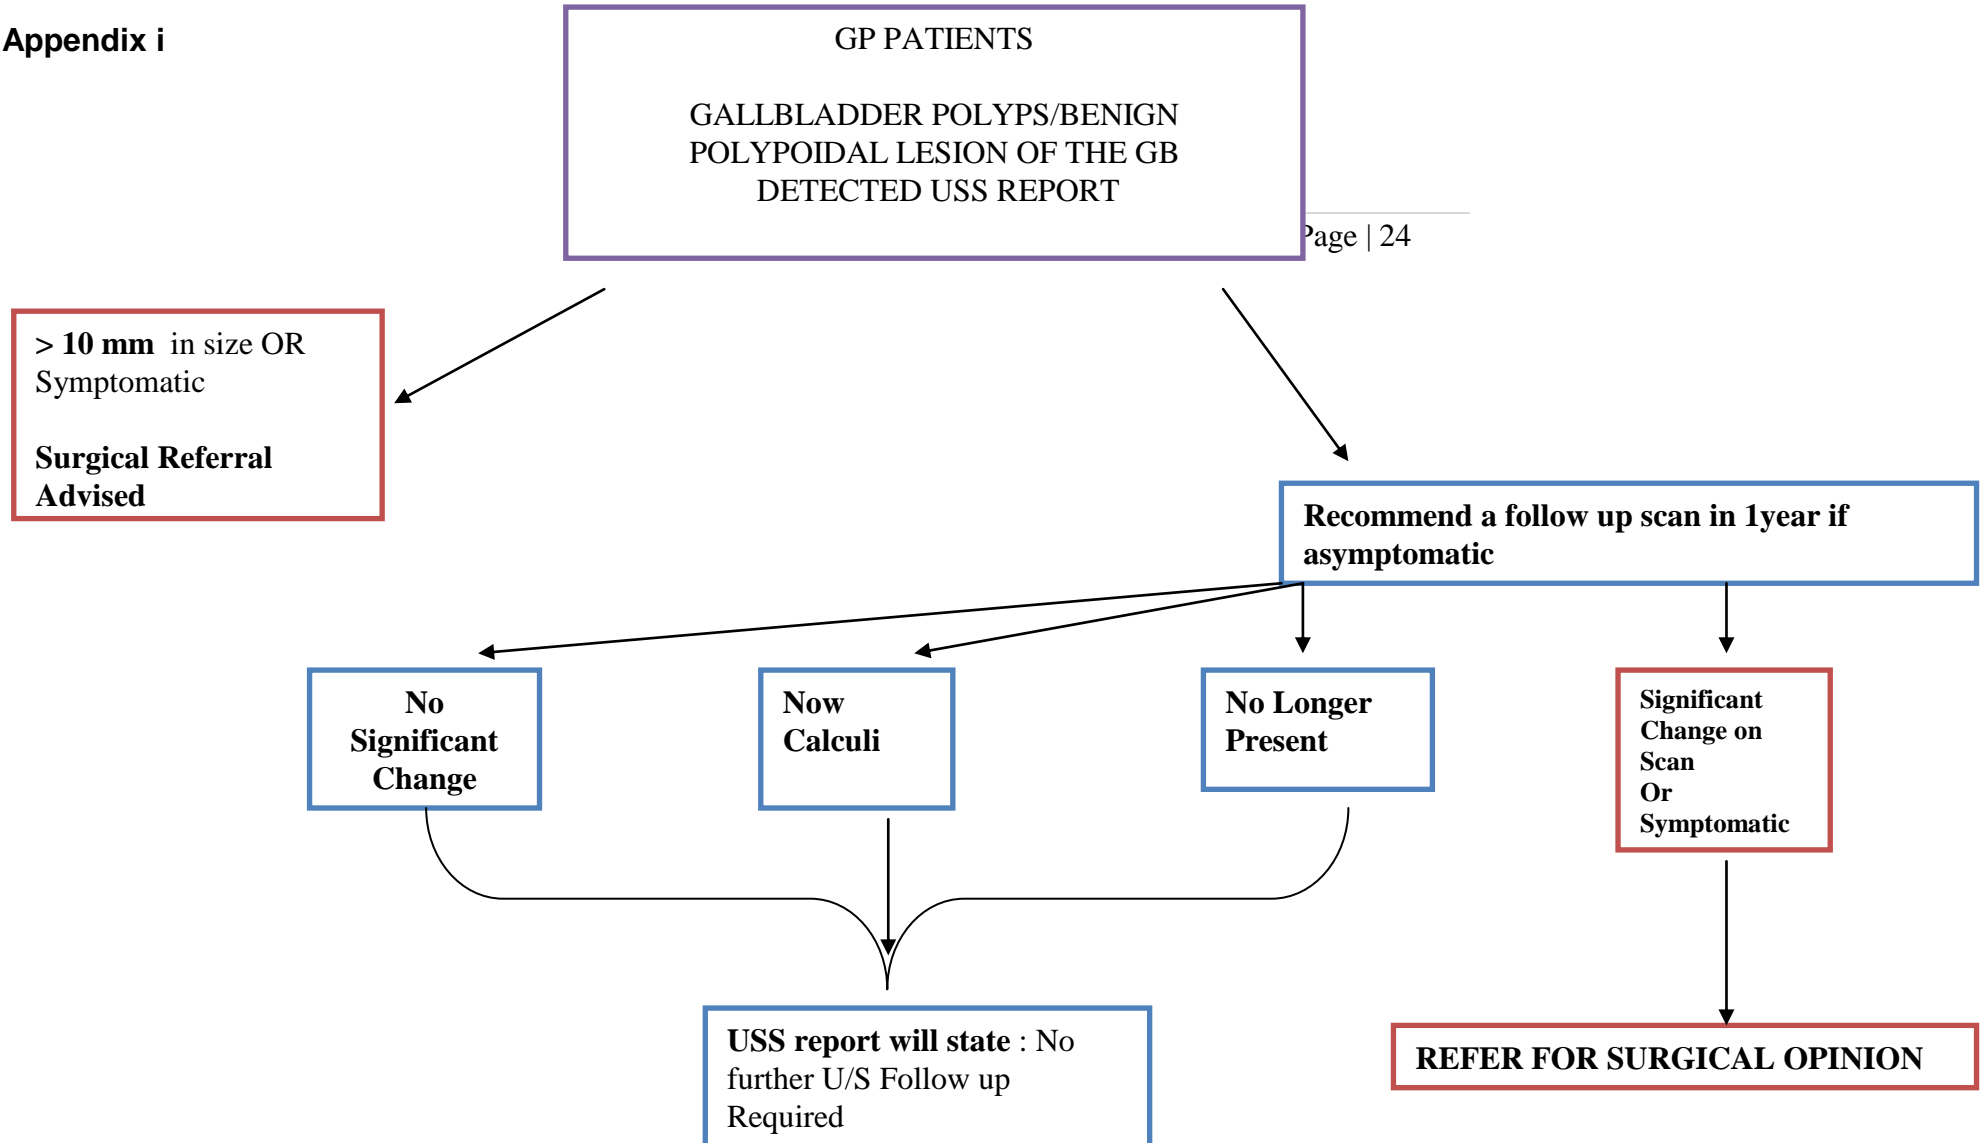 Appendix i
GP PATIENTS
GALLBLADDER POLYPS/BENIGN
POLYPOIDAL LESION OF THE GB
DETECTED USS REPORT
Page | 24
> 10 mm in size OR
Symptomatic
Surgical Referral
Advised
Recommend a follow up scan in 1year if
asymptomatic
No
Significant
Change
Now
Calculi
No Longer
Present
Significant
Change on
Scan
Or
Symptomatic
USS report will state : No
further U/S Follow up
Required
REFER FOR SURGICAL OPINION